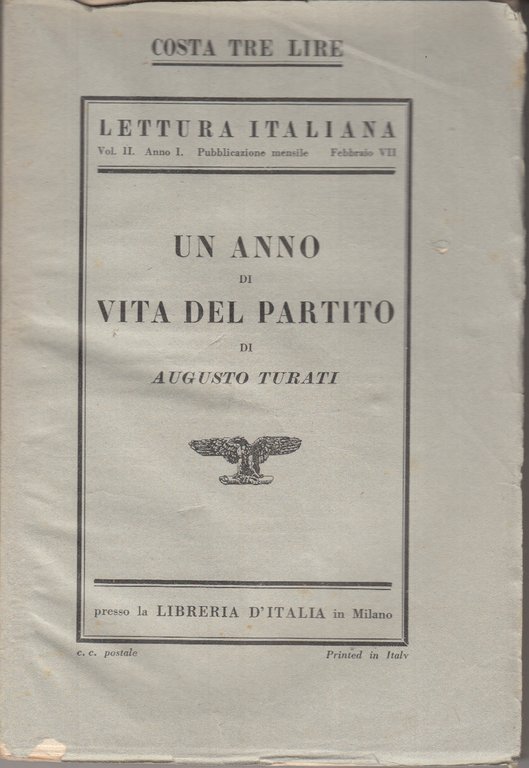 COSTA TRE LIRE
LETTURA ITALIANA
Vol. II. Anno I. Pubblicazione mensile Febbraio VII
UN ANNO
DI
VITA DEL PARTITO
DI
AUGUSTO TURATI
presso la LIBRERIA D'ITALIA in Milano
c. c. postale Printed in Italy